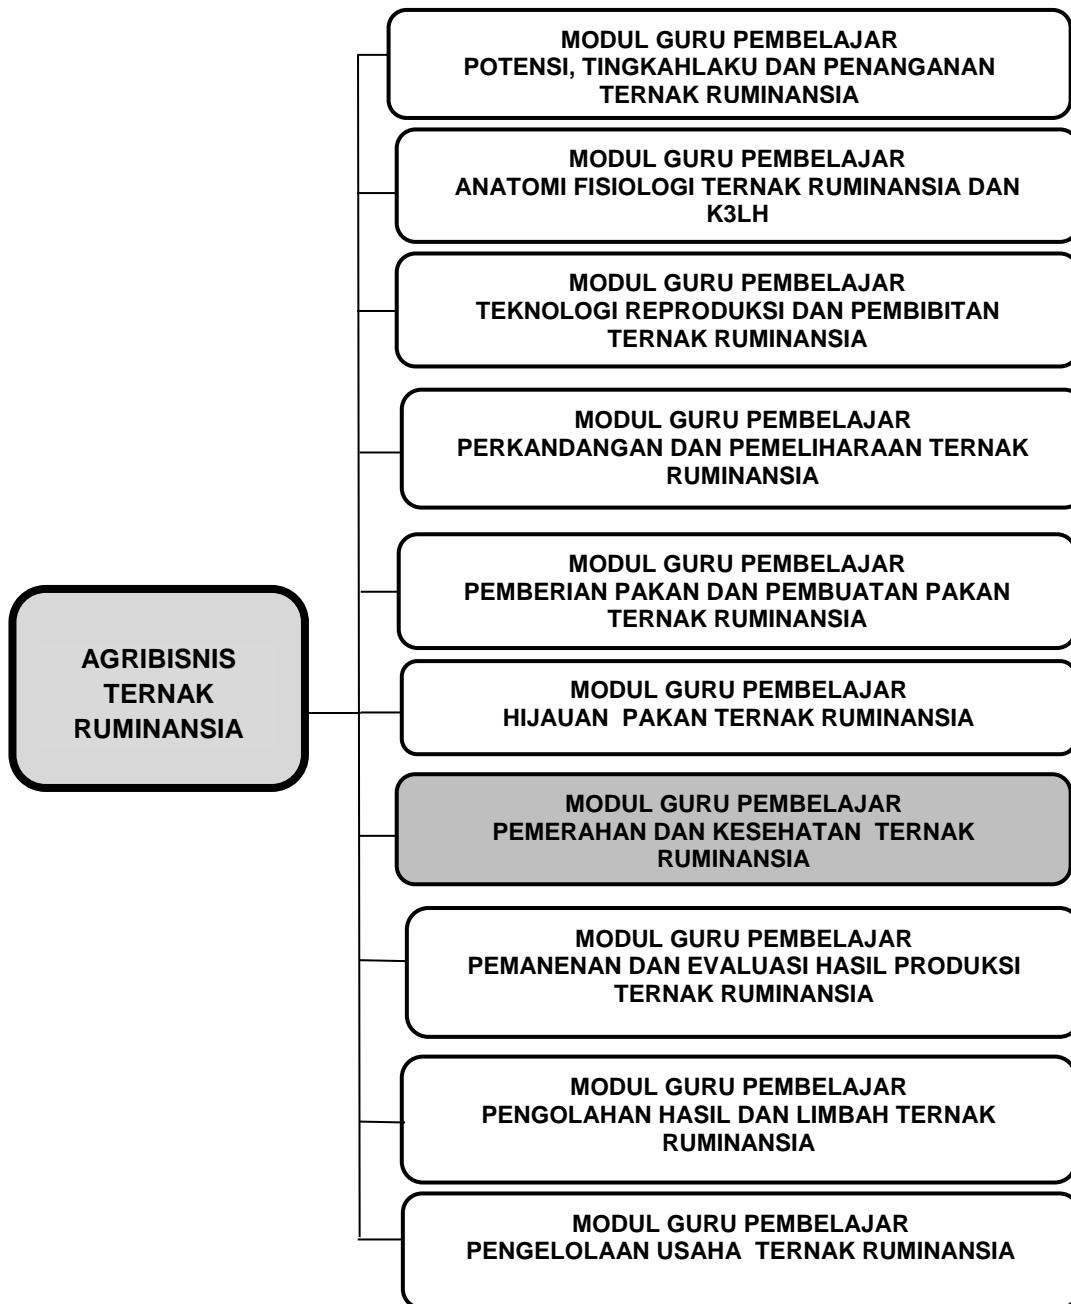 MODUL GURU PEMBELAJAR
POTENSI, TINGKAHLAKU DAN PENANGANAN
TERNAK RUMINANSIA
MODUL GURU PEMBELAJAR
ANATOMI FISIOLOGI TERNAK RUMINANSIA DAN
K3LH
MODUL GURU PEMBELAJAR
TEKNOLOGI REPRODUKSI DAN PEMBIBITAN
TERNAK RUMINANSIA
MODUL GURU PEMBELAJAR
PERKANDANGAN DAN PEMELIHARAAN TERNAK
RUMINANSIA
MODUL GURU PEMBELAJAR
PEMBERIAN PAKAN DAN PEMBUATAN PAKAN
TERNAK RUMINANSIA
AGRIBISNIS
TERNAK
RUMINANSIA
MODUL GURU PEMBELAJAR
HIJAUAN PAKAN TERNAK RUMINANSIA
MODUL GURU PEMBELAJAR
PEMERAHAN DAN KESEHATAN TERNAK
RUMINANSIA
MODUL GURU PEMBELAJAR
PEMANENAN DAN EVALUASI HASIL PRODUKSI
TERNAK RUMINANSIA
MODUL GURU PEMBELAJAR
PENGOLAHAN HASIL DAN LIMBAH TERNAK
RUMINANSIA
MODUL GURU PEMBELAJAR
PENGELOLAAN USAHA TERNAK RUMINANSIA